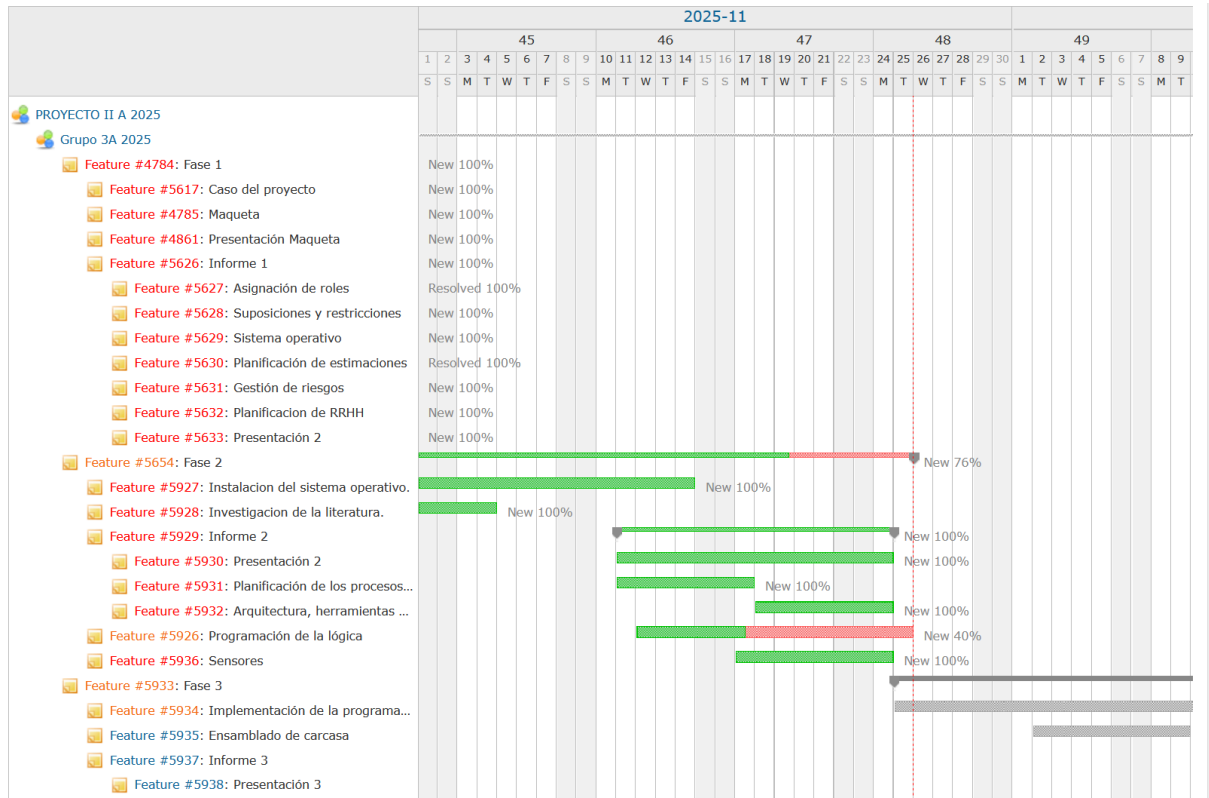 2025-11
45 46 47 48 49
1 2 3 4 5 6 7 8 9 10 11 12 13 14 15 16 17 18 19 20 21 22 23 24 25 26 27 28 29 30 1 2 3 4 5 6 7 8 9
S S M T W T F S S M T W T F S S M T W T F S S M T W T F S S M T W T F S S M T
PROYECTO II A 2025
Grupo 3A 2025
Feature #4784: Fase 1 New 100%
Feature #5617: Caso del proyecto New 100%
Feature #4785: Maqueta New 100%
Feature #4861: Presentación Maqueta New 100%
Feature #5626: Informe 1 New 100%
Feature #5627: Asignación de roles Resolved 100%
Feature #5628: Suposiciones y restricciones New 100%
Feature #5629: Sistema operativo New 100%
Feature #5630: Planificación de estimaciones Resolved 100%
Feature #5631: Gestión de riesgos New 100%
Feature #5632: Planificacion de RRHH New 100%
Feature #5633: Presentación 2 New 100%
Feature #5654: Fase 2 New 76%
Feature #5927: Instalacion del sistema operativo. New 100%
Feature #5928: Investigacion de la literatura. New 100%
Feature #5929: Informe 2 New 100%
Feature #5930: Presentación 2 New 100%
Feature #5931: Planificación de los procesos... New 100%
Feature #5932: Arquitectura, herramientas ... New 100%
Feature #5926: Programación de la lógica New 40%
Feature #5936: Sensores New 100%
Feature #5933: Fase 3
Feature #5934: Implementación de la programa...
Feature #5935: Ensamblado de carcasa
Feature #5937: Informe 3
Feature #5938: Presentación 3